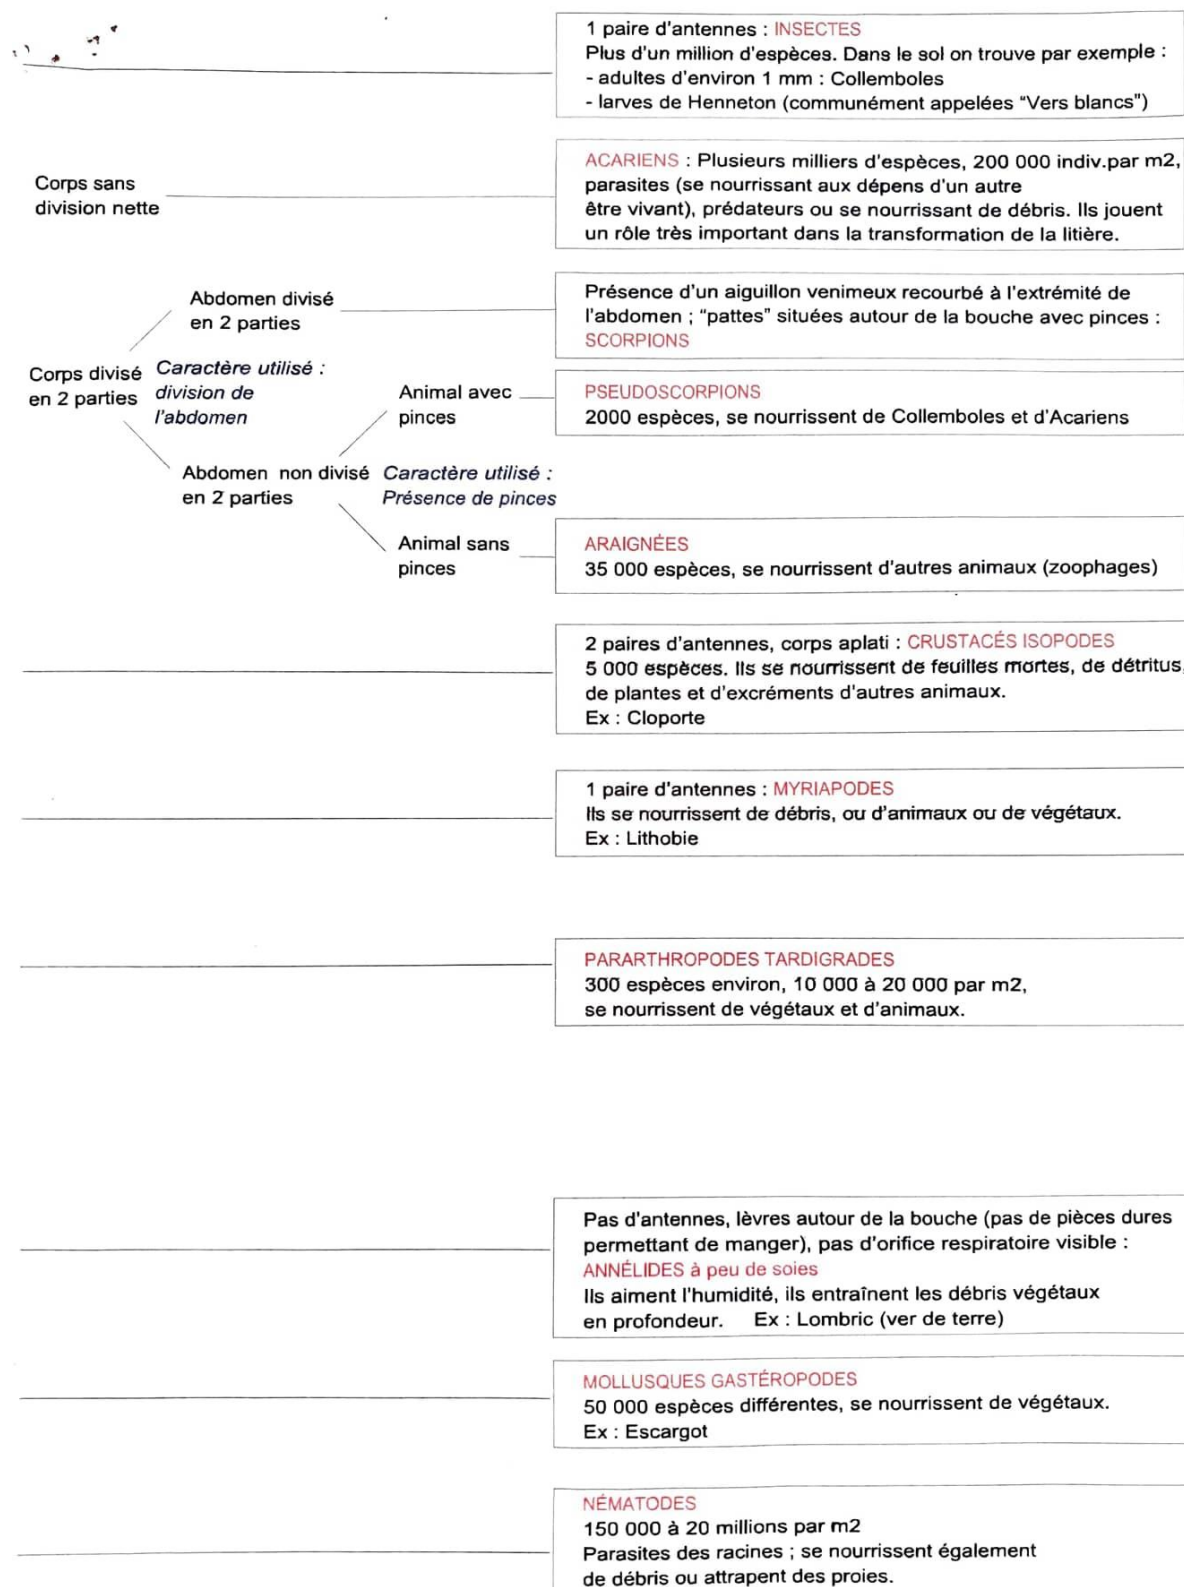 1 paire d'antennes : INSECTES
Plus d'un million d'espèces. Dans le sol on trouve par exemple :
- adultes d'environ 1 mm : Collemboles
- larves de Henneton (communément appelées "Vers blancs")
Corps sans
division nette
ACARIENS : Plusieurs milliers d'espèces, 200 000 indiv.par m2,
parasites (se nourrissant aux dépens d'un autre
être vivant), prédateurs ou se nourrissant de débris. Ils jouent
un rôle très important dans la transformation de la litière.
Corps divisé
en 2 parties
Caractère utilisé :
division de
l'abdomen
Abdomen divisé
en 2 parties
Présence d'un aiguillon venimeux recourbé à l'extrémité de
l'abdomen ; "pattes" situées autour de la bouche avec pinces :
SCORPIONS
Abdomen non divisé
en 2 parties
Caractère utilisé :
Présence de pinces
Animal avec
pinces
PSEUDOSCORPIONS
2000 espèces, se nourrissent de Collemboles et d'Acariens
Animal sans
pinces
ARAIGNÉES
35 000 espèces, se nourrissent d'autres animaux (zoophages)
2 paires d'antennes, corps aplati : CRUSTACÉS ISOPODES
5 000 espèces. Ils se nourrissent de feuilles mortes, de détritus,
de plantes et d'excréments d'autres animaux.
Ex : Cloporte
1 paire d'antennes : MYRIAPODES
Ils se nourrissent de débris, ou d'animaux ou de végétaux.
Ex : Lithobie
PARARTHROPODES TARDIGRADES
300 espèces environ, 10 000 à 20 000 par m2,
se nourrissent de végétaux et d'animaux.
Pas d'antennes, lèvres autour de la bouche (pas de pièces dures
permettant de manger), pas d'orifice respiratoire visible :
ANNÉLIDES à peu de soies
Ils aiment l'humidité, ils entraînent les débris végétaux
en profondeur. Ex : Lombric (ver de terre)
MOLLUSQUES GASTÉROPODES
50 000 espèces différentes, se nourrissent de végétaux.
Ex : Escargot
NÉMATODES
150 000 à 20 millions par m2
Parasites des racines ; se nourrissent également
de débris ou attrapent des proies.